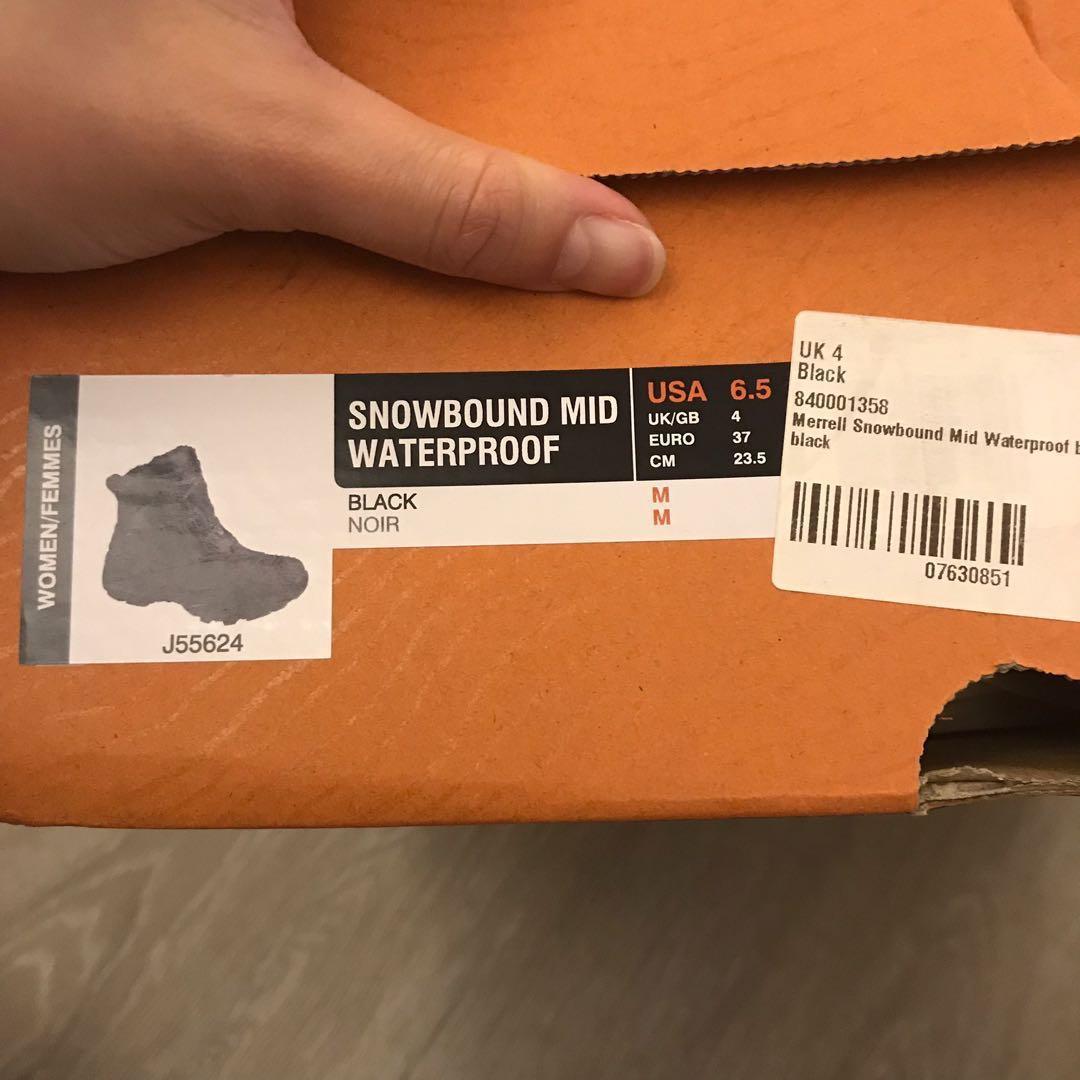 WOMEN/FEMMES
J55624
SNOWBOUND MID
WATERPROOF
BLACK
NOIR
USA 6.5
UK/GB 4
EURO 37
CM 23.5
M
M
UK 4
Black
840001358
Merrell Snowbound Mid Waterproof
black
07630851